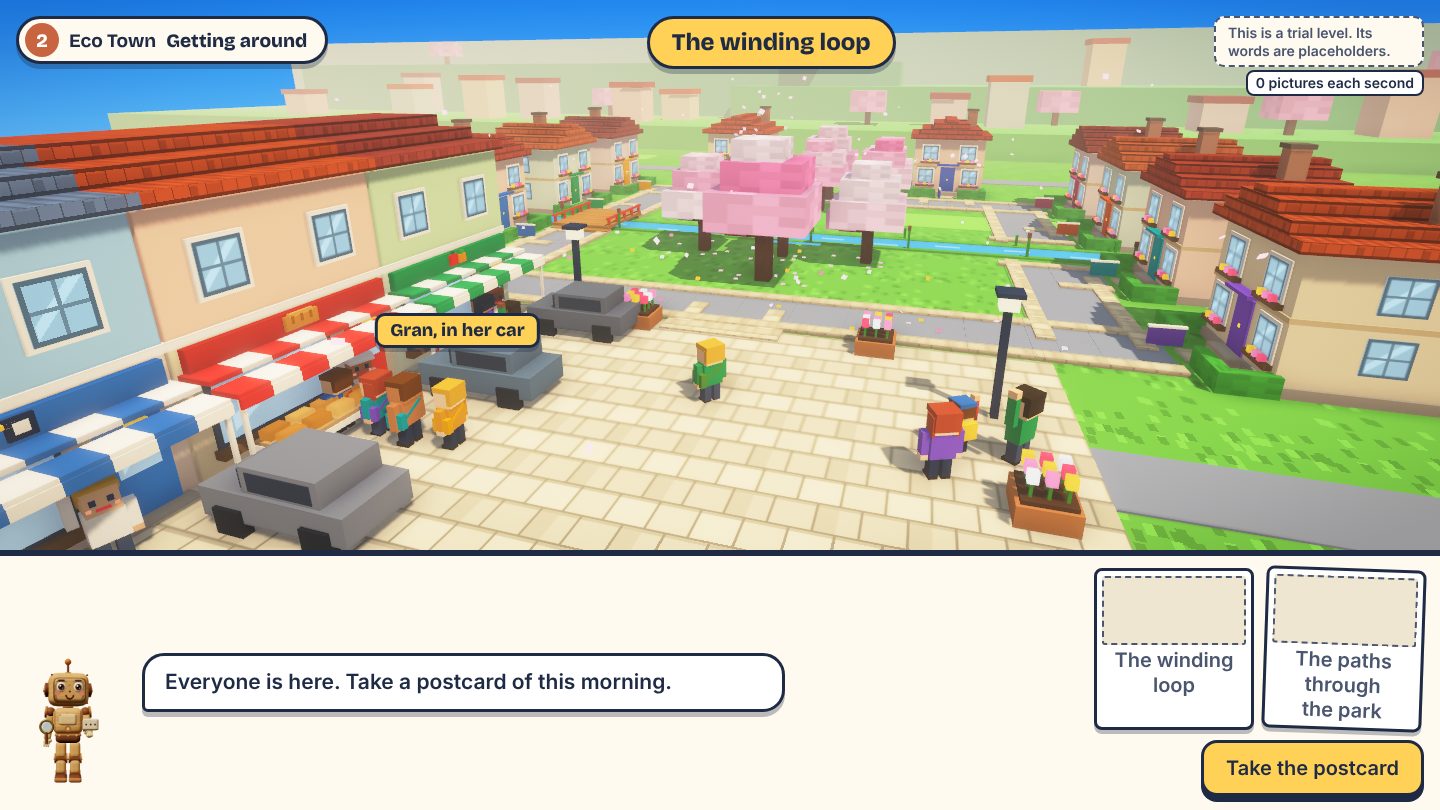 2 Eco Town Getting around
The winding loop
This is a trial level. Its
words are placeholders.
0 pictures each second
Gran, in her car
Everyone is here. Take a postcard of this morning.
The winding
loop
The paths
through
the park
Take the postcard